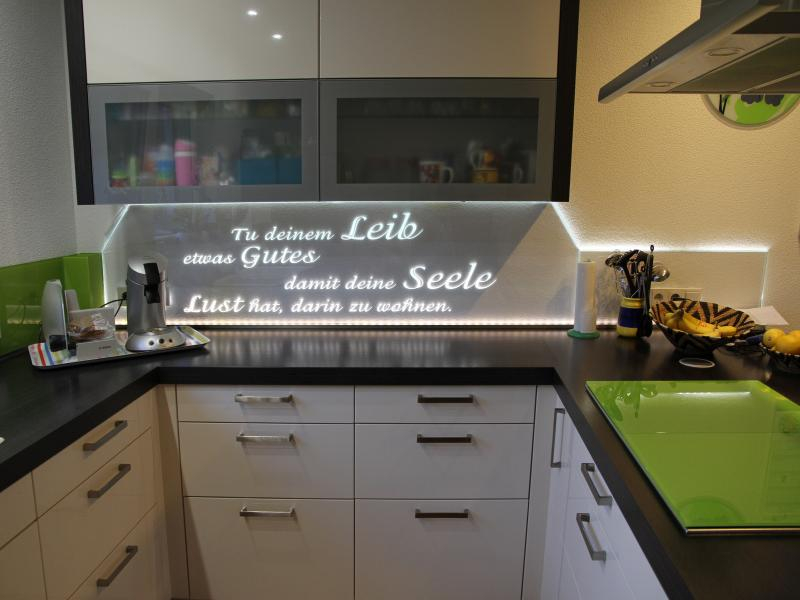 Tu deinem Leib
etwas Gutes
damit deine Seele
Lust hat, darin zu wohnen.